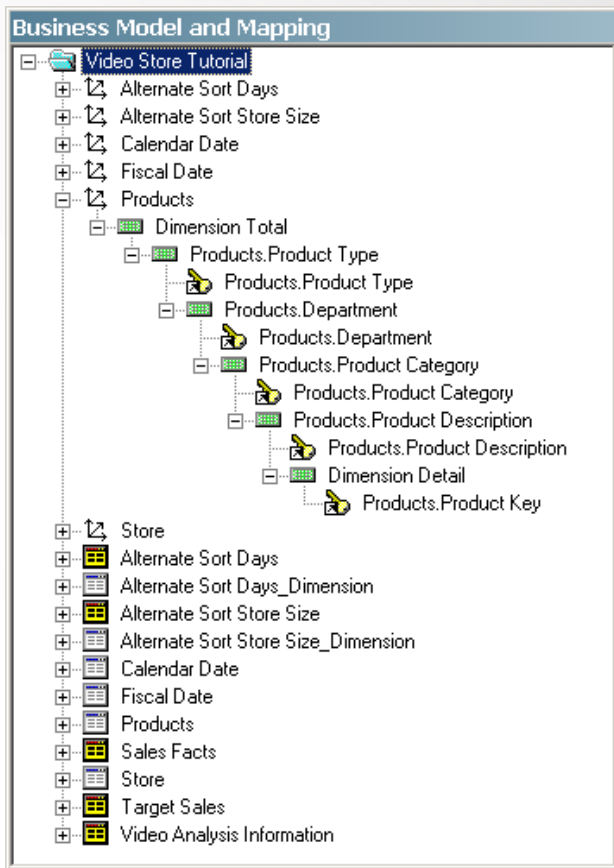 Business Model and Mapping
Video Store Tutorial
Alternate Sort Days
Alternate Sort Store Size
Calendar Date
Fiscal Date
Products
Dimension Total
Products.Product Type
Products.Product Type
Products.Department
Products.Department
Products.Product Category
Products.Product Category
Products.Product Description
Products.Product Description
Dimension Detail
Products.Product Key
Store
Alternate Sort Days
Alternate Sort Days_Dimension
Alternate Sort Store Size
Alternate Sort Store Size_Dimension
Calendar Date
Fiscal Date
Products
Sales Facts
Store
Target Sales
Video Analysis Information